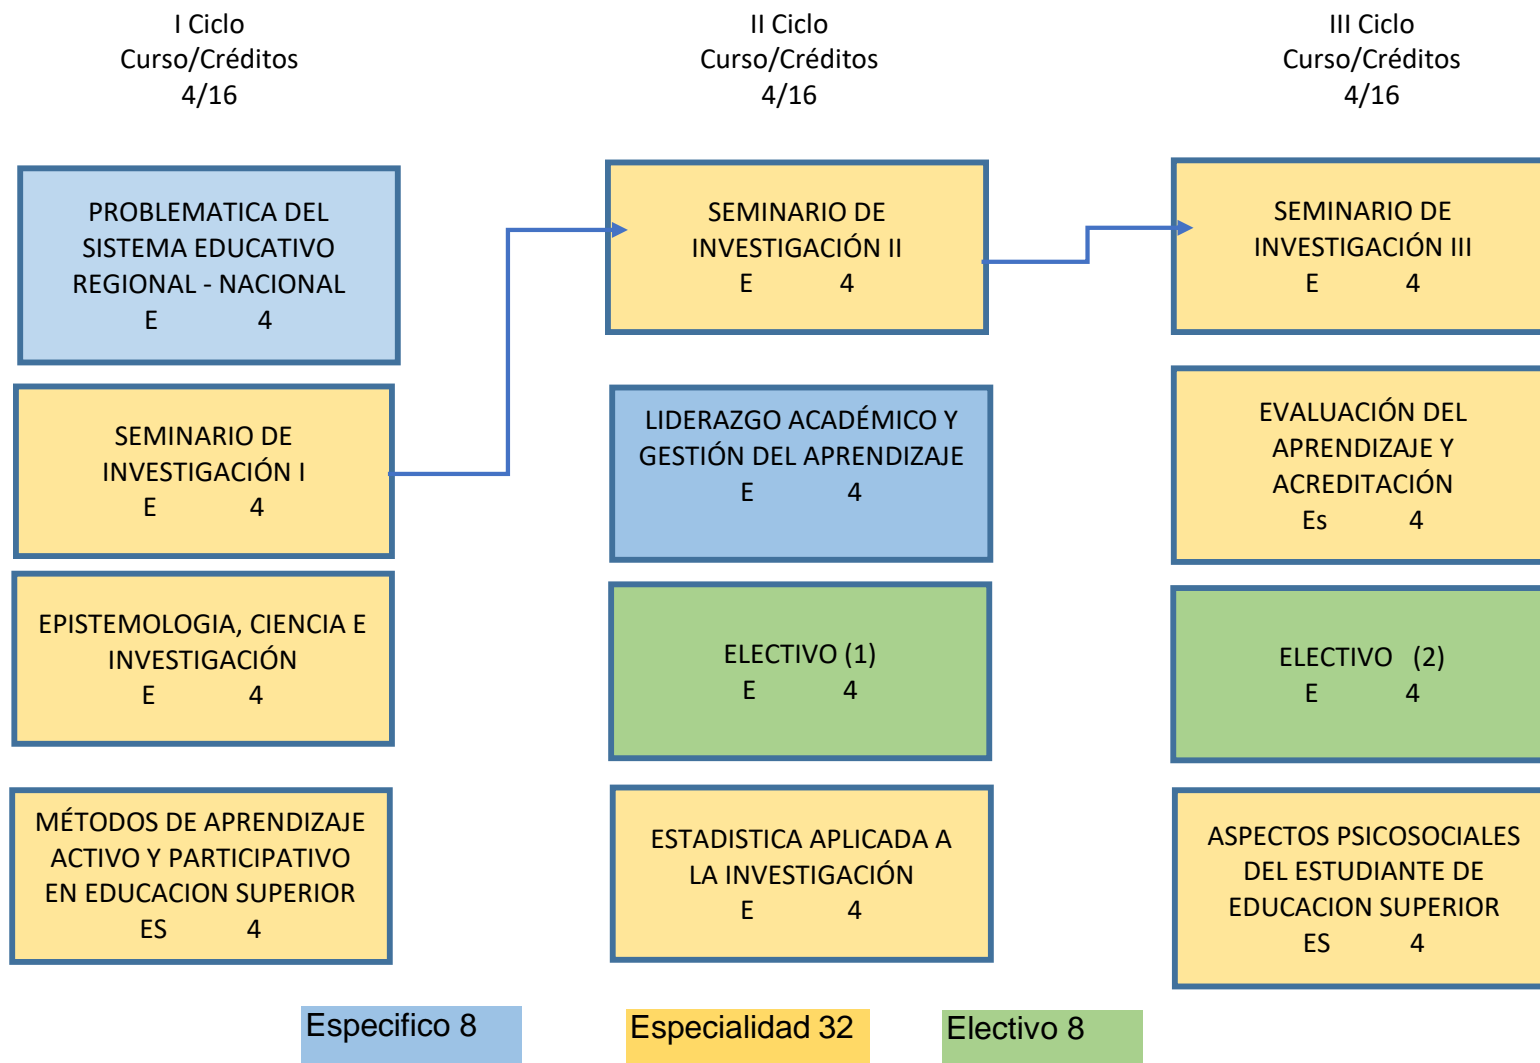 I Ciclo
Curso/Créditos
4/16
PROBLEMATICA DEL
SISTEMA EDUCATIVO
REGIONAL - NACIONAL
E 4
SEMINARIO DE
INVESTIGACIÓN I
E 4
EPISTEMOLOGIA, CIENCIA E
INVESTIGACIÓN
E 4
MÉTODOS DE APRENDIZAJE
ACTIVO Y PARTICIPATIVO
EN EDUCACION SUPERIOR
ES 4
II Ciclo
Curso/Créditos
4/16
SEMINARIO DE
INVESTIGACIÓN II
E 4
LIDERAZGO ACADÉMICO Y
GESTIÓN DEL APRENDIZAJE
E 4
ELECTIVO (1)
E 4
ESTADISTICA APLICADA A
LA INVESTIGACIÓN
E 4
III Ciclo
Curso/Créditos
4/16
SEMINARIO DE
INVESTIGACIÓN III
E 4
EVALUACIÓN DEL
APRENDIZAJE Y
ACREDITACIÓN
Es 4
ELECTIVO (2)
E 4
ASPECTOS PSICOSOCIALES
DEL ESTUDIANTE DE
EDUCACION SUPERIOR
ES 4
Especifico 8
Especialidad 32
Electivo 8